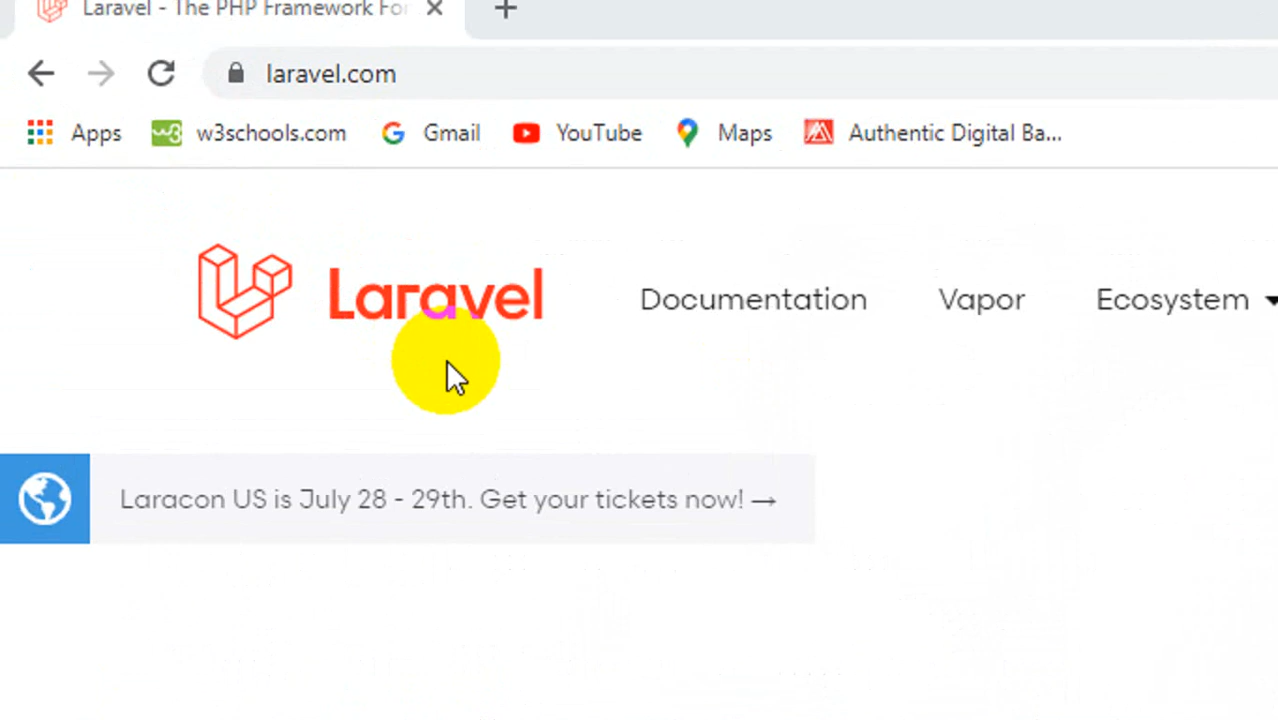 Laravel - The PHP Framework For
laravel.com
Apps w3schools.com Gmail YouTube Maps Authentic Digital Ba...
Laravel Documentation Vapor Ecosystem
Laracon US is July 28 - 29th. Get your tickets now! →